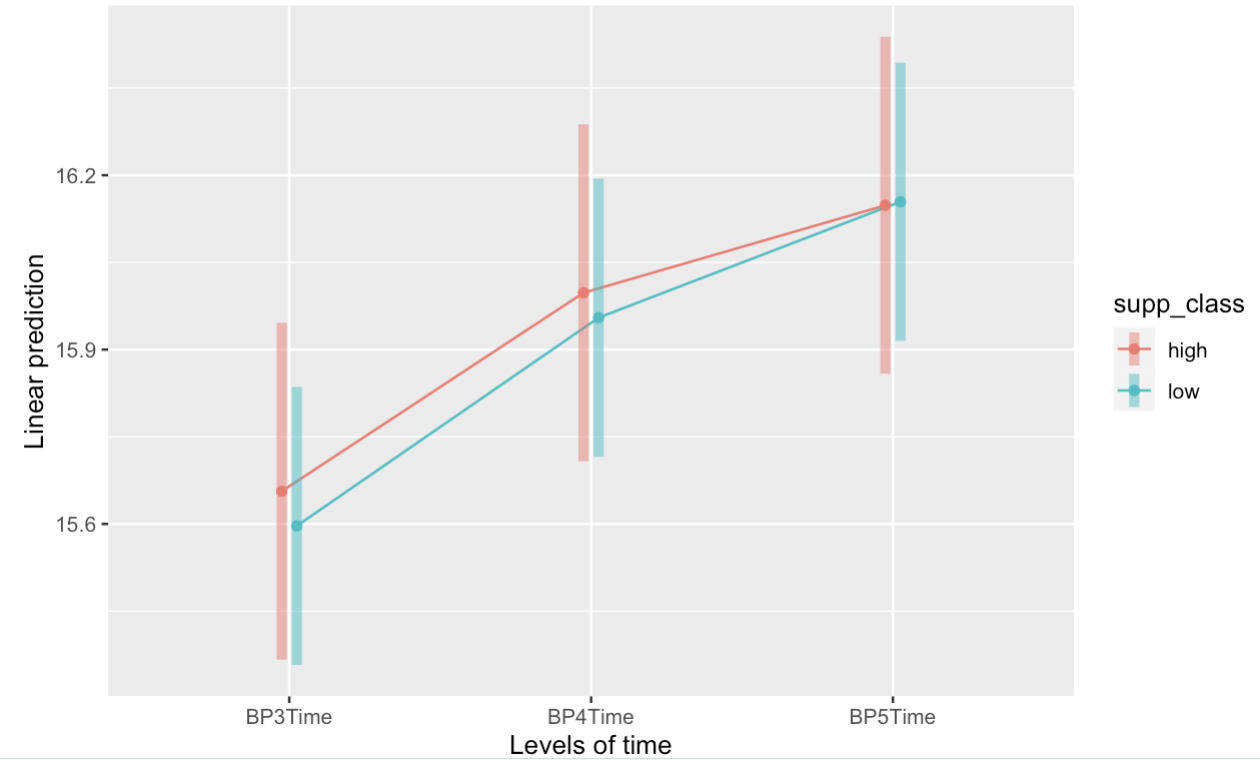 Linear prediction
16.2
15.9
15.6
BP3Time BP4Time BP5Time
Levels of time
supp_class
high
low